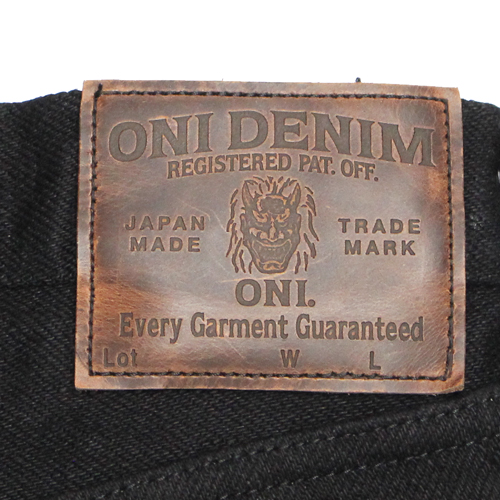 ONI DENIM
REGISTERED PAT. OFF.
JAPAN MADE
TRADE MARK
ONI.
Every Garment Guaranteed
Lot W L